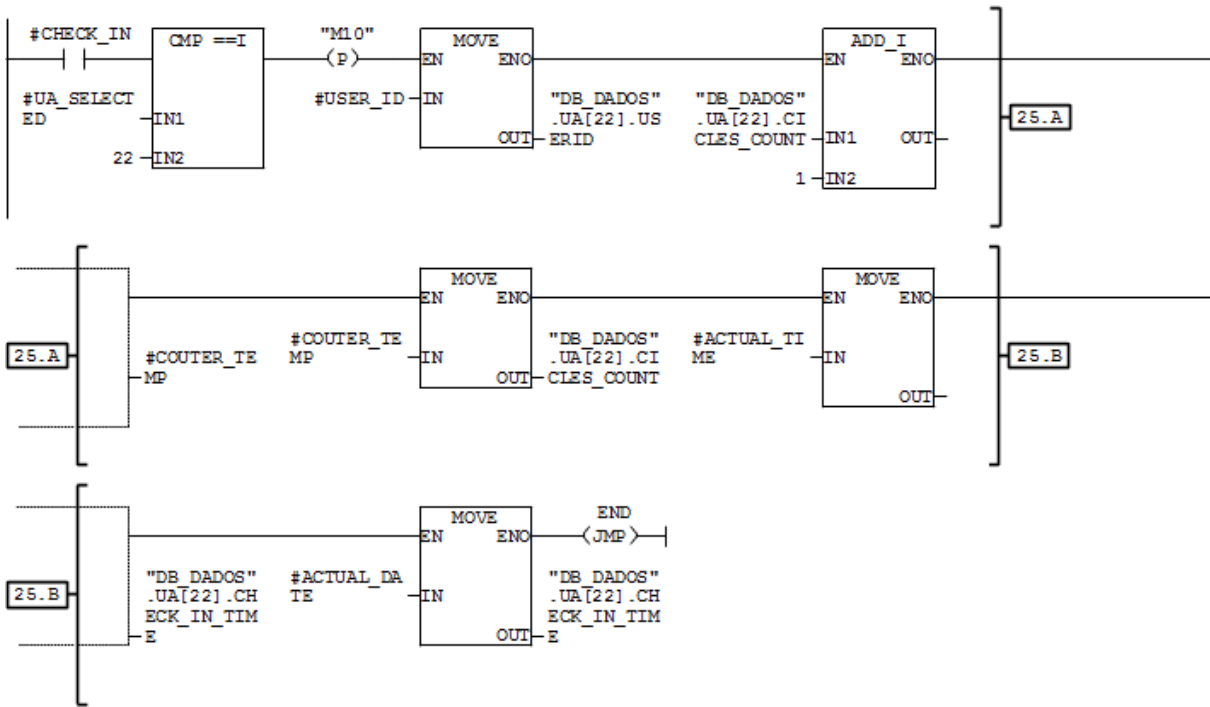 #CHECK_IN
CMP ==I
"M10"
(P)
MOVE
ADD_I
EN ENO
EN ENO
#UA_SELECT
ED
IN1
22
IN2
#USER_ID
IN
OUT
"DB_DADOS"
.UA[22].US
ERID
"DB_DADOS"
.UA[22].CI
CLES_COUNT
IN1
OUT
1
IN2
25.A
25.A
#COUTER_TE
MP
MOVE
EN ENO
#COUTER_TE
MP
IN
OUT
"DB_DADOS"
.UA[22].CI
CLES_COUNT
MOVE
EN ENO
#ACTUAL_TI
ME
IN
OUT
25.B
25.B
"DB_DADOS"
.UA[22].CH
ECK_IN_TIM
E
MOVE
EN ENO
#ACTUAL_DA
TE
IN
OUT
END
(JMP)
"DB_DADOS"
.UA[22].CH
ECK_IN_TIM
E